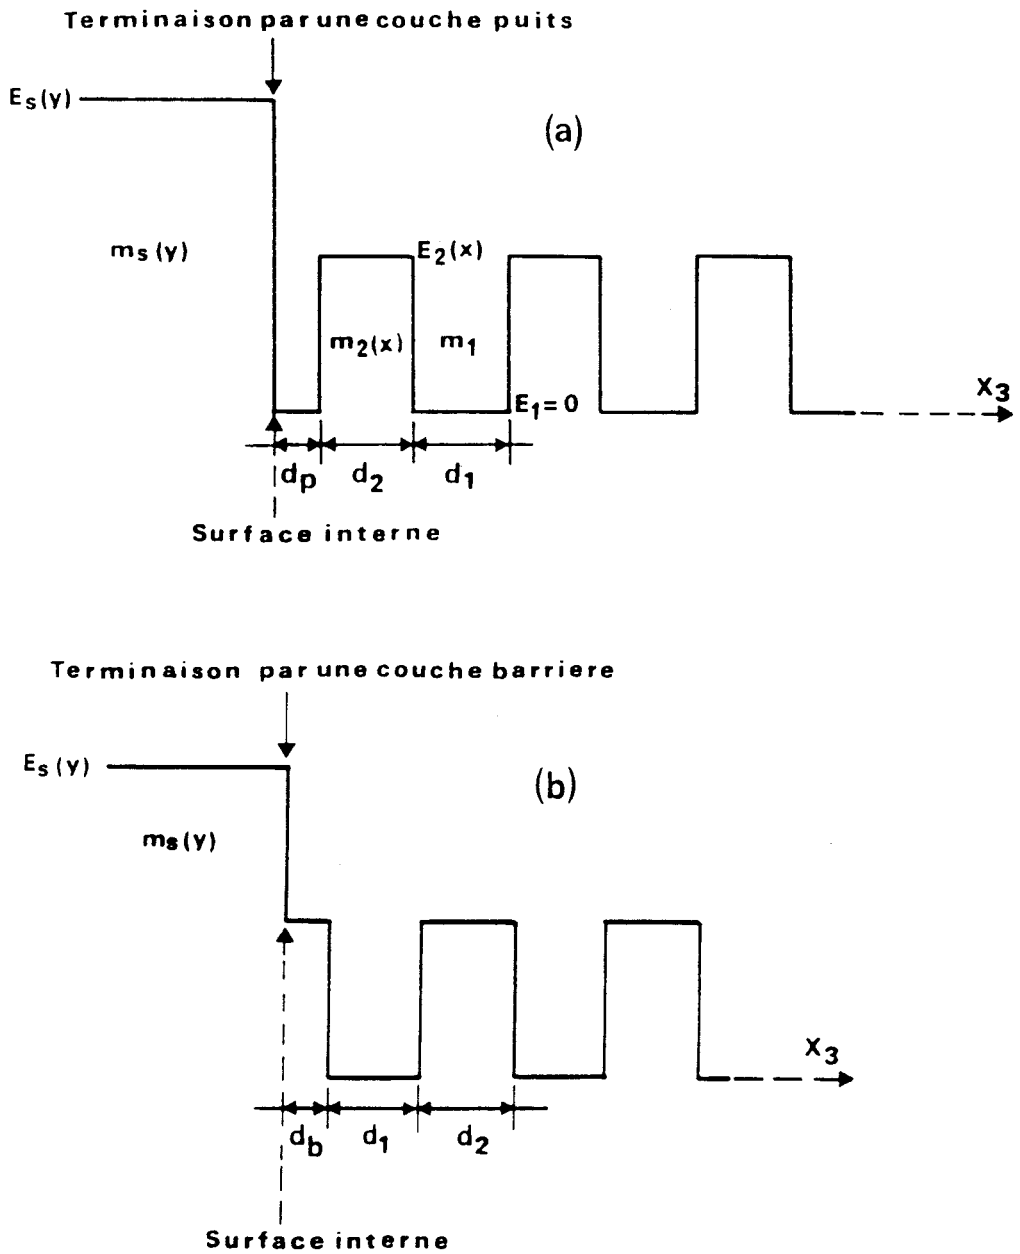 Terminaison par une couche puits
Es(y)
(a)
ms(y)
E2(x)
m2(x)
m1
E1=0
X3
dp
d2
d1
Surface interne
Terminaison par une couche barriere
Es(y)
(b)
ms(y)
X3
db
d1
d2
Surface interne